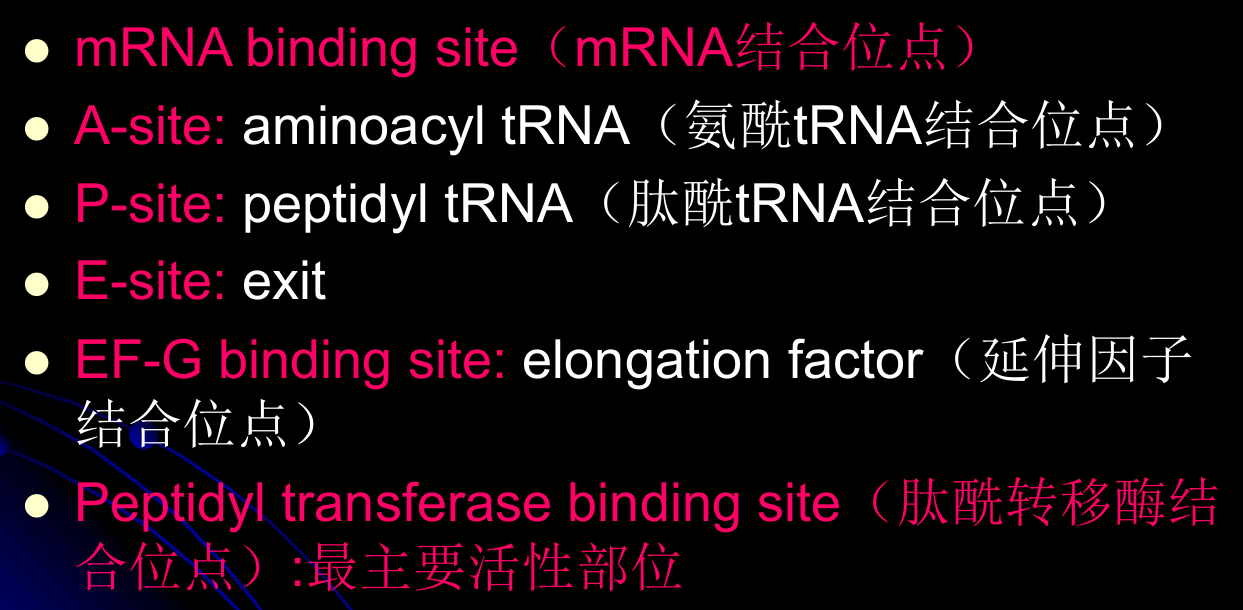 mRNA binding site（mRNA结合位点）
A-site: aminoacyl tRNA（氨酰tRNA结合位点）
P-site: peptidyl tRNA（肽酰tRNA结合位点）
E-site: exit
EF-G binding site: elongation factor（延伸因子
结合位点）
Peptidyl transferase binding site（肽酰转移酶结
合位点）:最主要活性部位